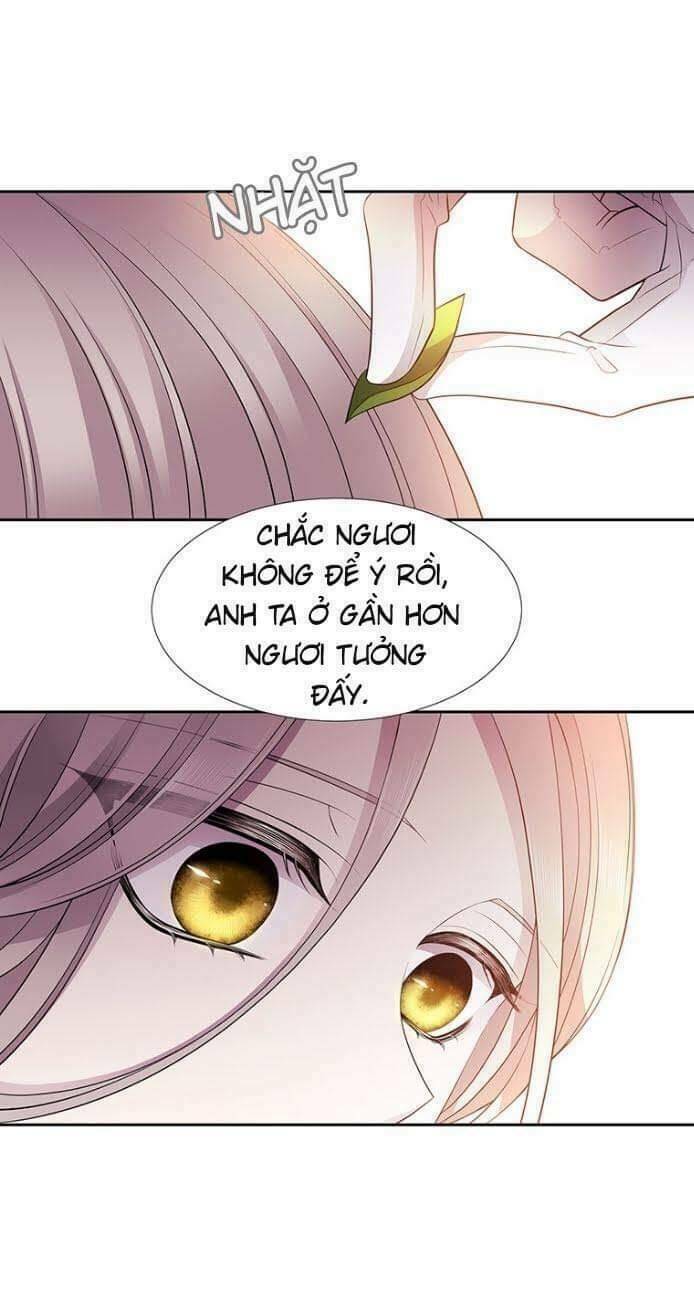 NHẶT
CHẮC NGƯƠI
KHÔNG ĐỂ Ý RỒI,
ANH TA Ở GẦN HƠN
NGƯƠI TƯỞNG
ĐẤY.